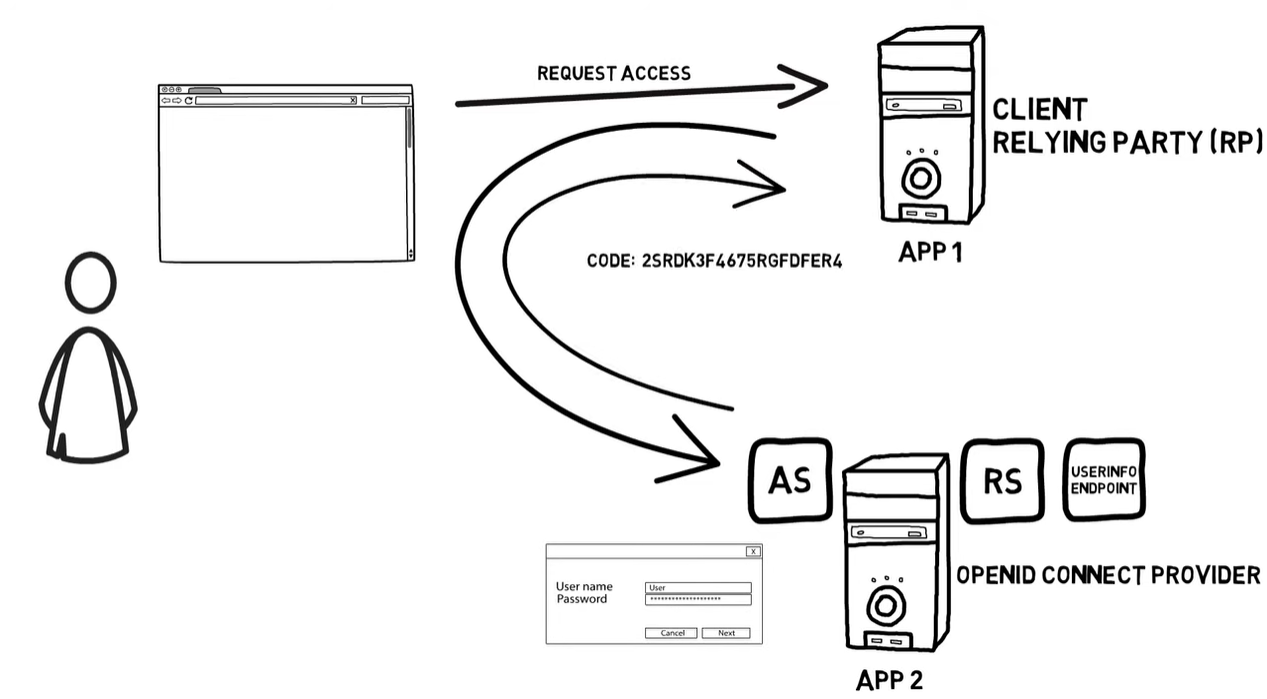 REQUEST ACCESS
CLIENT
RELYING PARTY (RP)
APP 1
CODE: 2SRDK3F4675RGFDFER4
AS
RS
USERINFO
ENDPOINT
OPENID CONNECT PROVIDER
X
User name User
Password ********************
Cancel Next
APP 2